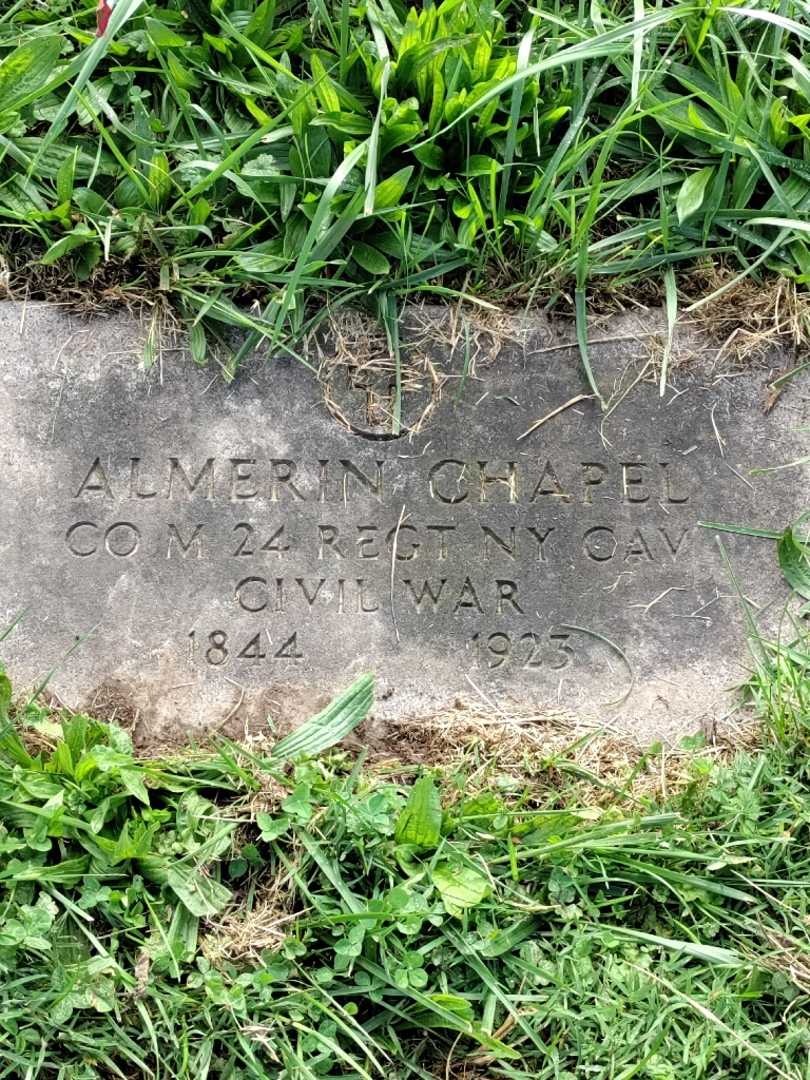 ALMERIN CHAPEL
CO M 24 REGT NY CAV
CIVIL WAR
1844 1923